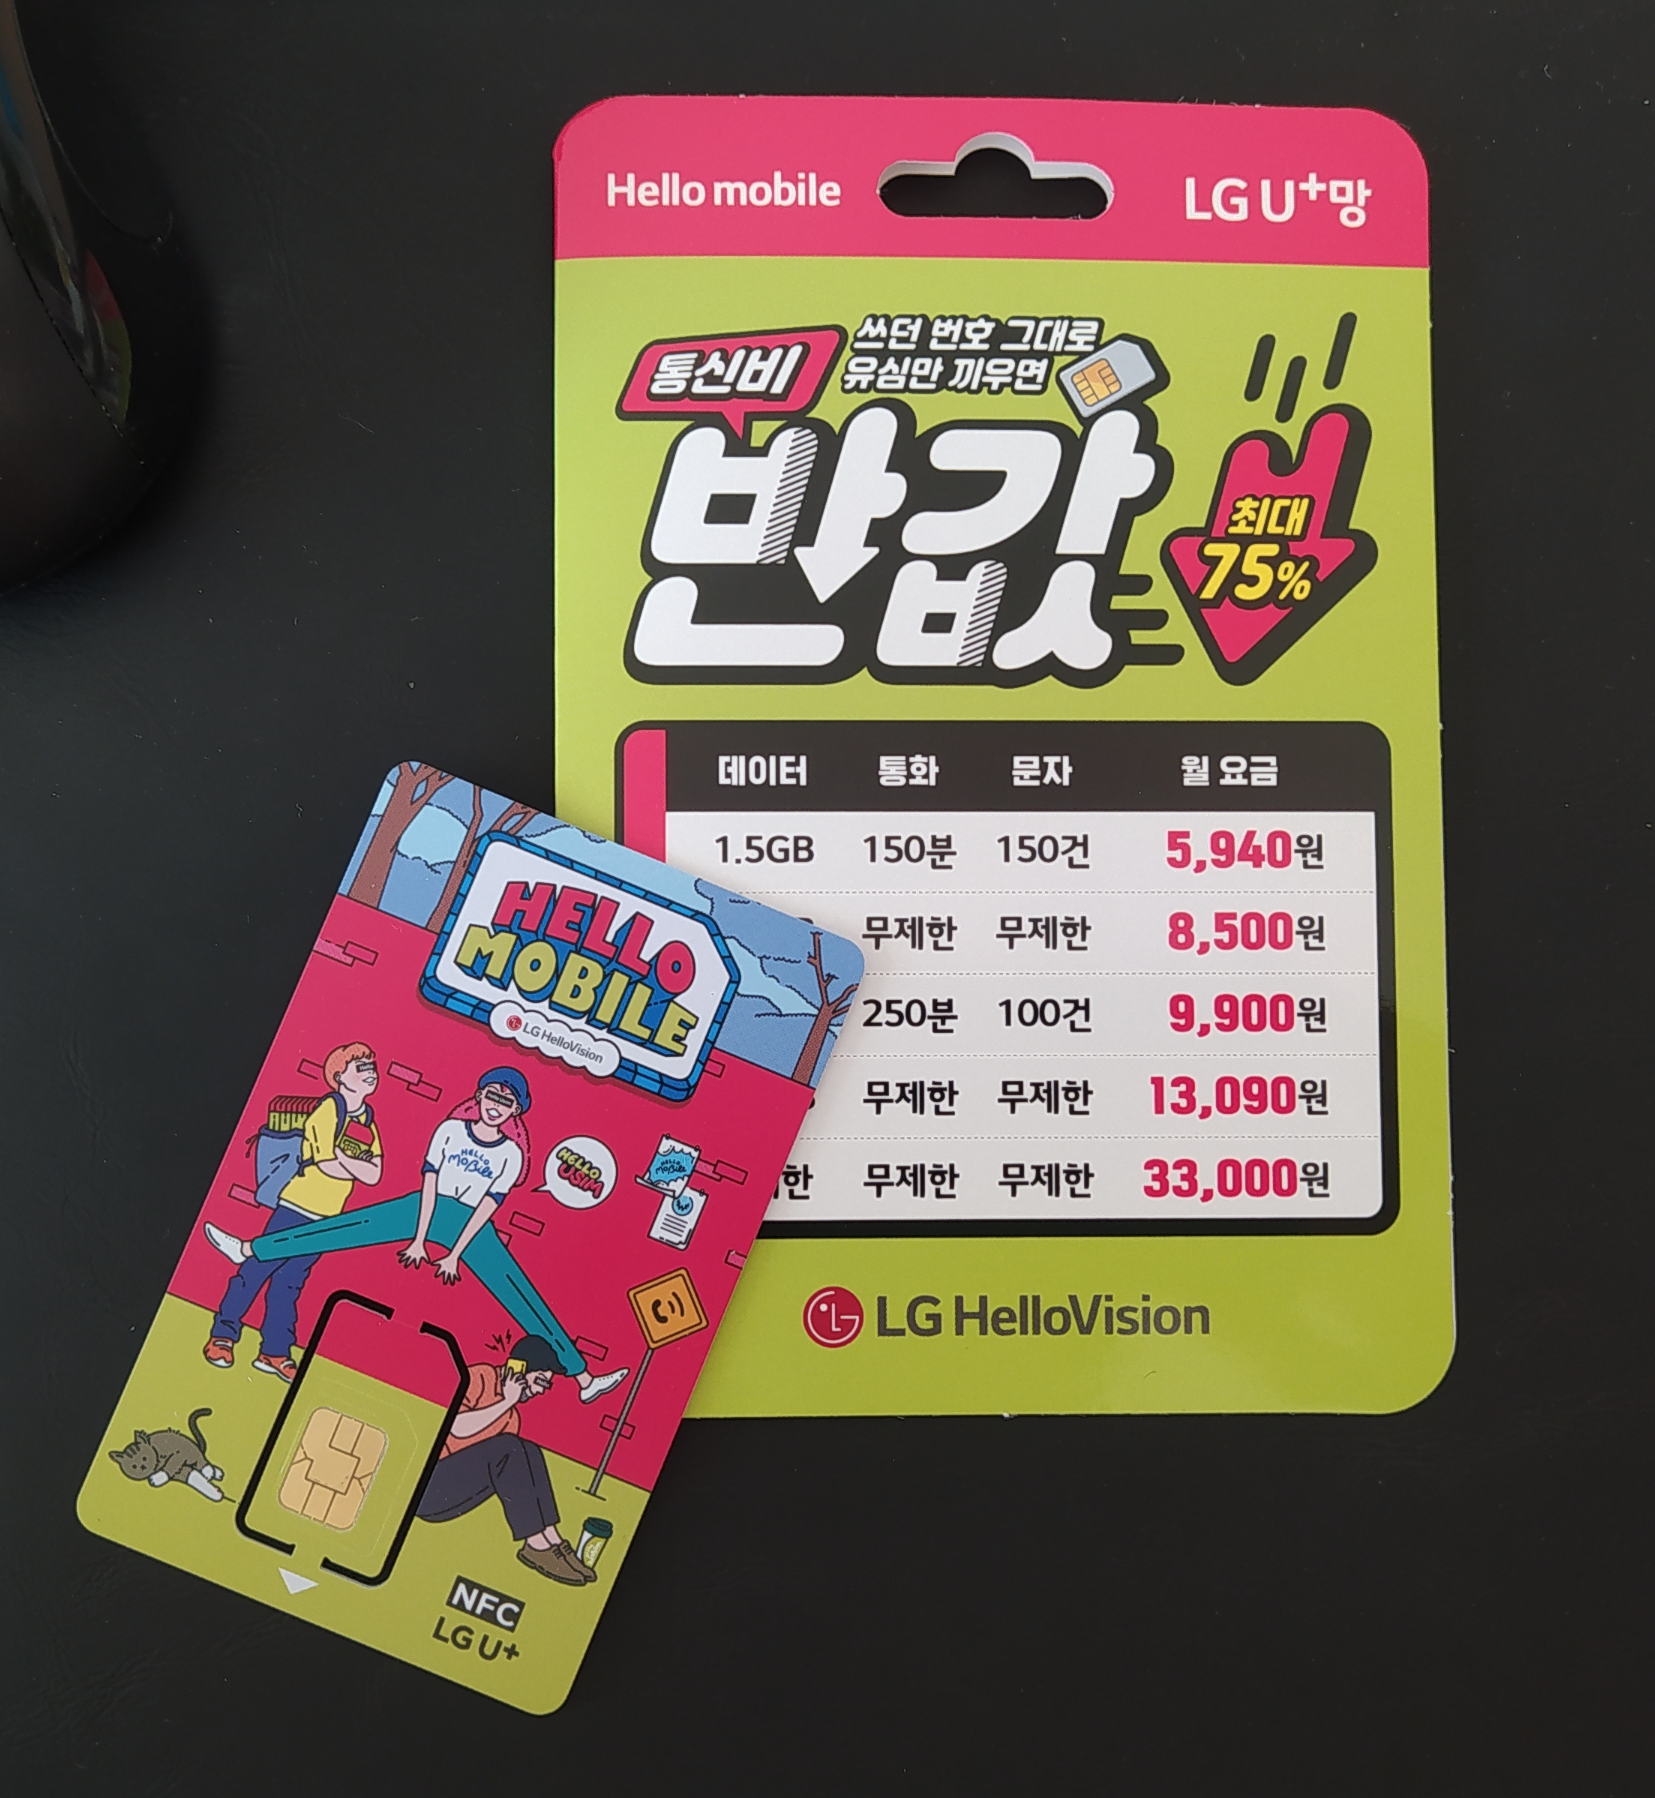 Hello mobile
LG U+망
통신비
쓰던 번호 그대로
유심만 끼우면
반값
최대
75%
데이터 통화 문자 월 요금
1.5GB 150분 150건 5,940원
무제한 무제한 8,500원
250분 100건 9,900원
무제한 무제한 13,090원
한 무제한 무제한 33,000원
LG HelloVision
HELLO
MOBILE
LG HelloVision
HELLO
MOBILE
HELLO
USIM
HELLO
MOBILE
NFC
LG U+